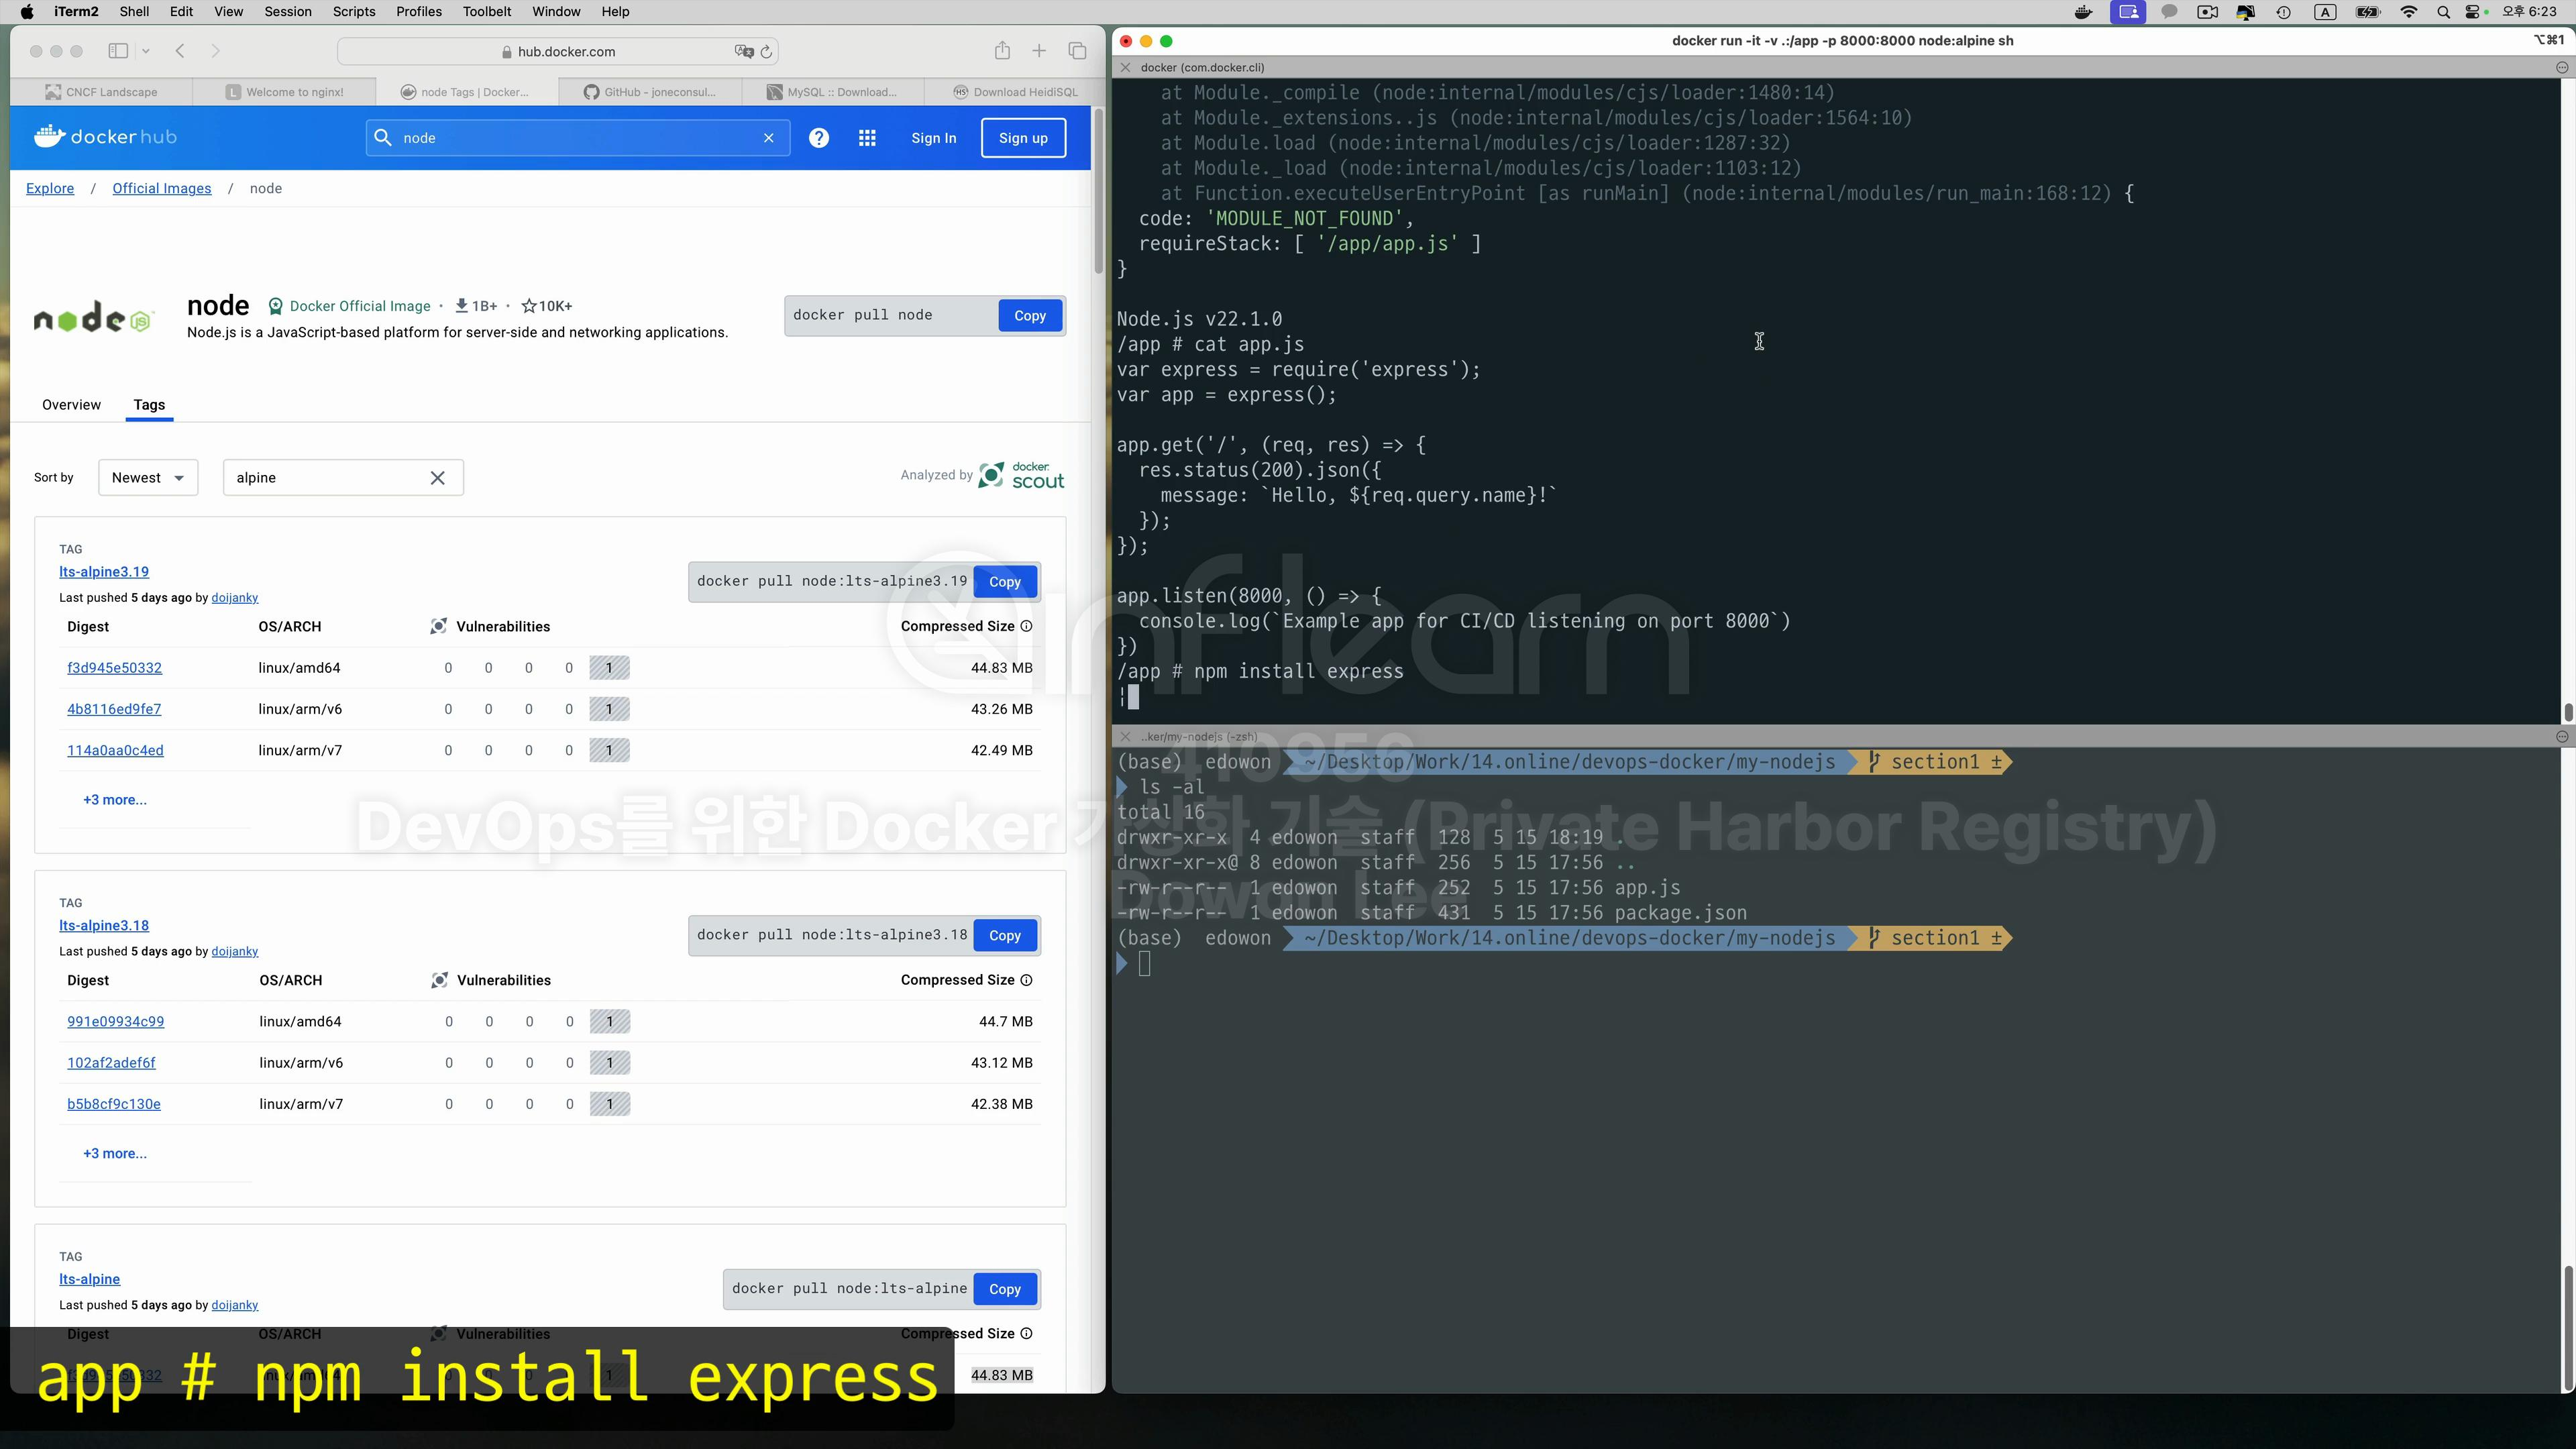 iTerm2 Shell Edit View Session Scripts Profiles Toolbelt Window Help
A 오후 6:23
hub.docker.com
CNCF Landscape
Welcome to nginx!
node Tags | Docker...
GitHub - joneconsul...
MySQL :: Download...
Download HeidiSQL
docker hub
node
Sign In
Sign up
Explore / Official Images / node
node
Docker Official Image · 1B+ · 10K+
Node.js is a JavaScript-based platform for server-side and networking applications.
docker pull node
Copy
Overview
Tags
Sort by
Newest
alpine
Analyzed by docker scout
TAG
lts-alpine3.19
Last pushed 5 days ago by doijanky
docker pull node:lts-alpine3.19
Copy
Digest OS/ARCH Vulnerabilities Compressed Size
f3d945e50332 linux/amd64 0 0 0 0 1 44.83 MB
4b8116ed9fe7 linux/arm/v6 0 0 0 0 1 43.26 MB
114a0aa0c4ed linux/arm/v7 0 0 0 0 1 42.49 MB
+3 more...
TAG
lts-alpine3.18
Last pushed 5 days ago by doijanky
docker pull node:lts-alpine3.18
Copy
Digest OS/ARCH Vulnerabilities Compressed Size
991e09934c99 linux/amd64 0 0 0 0 1 44.7 MB
102af2adef6f linux/arm/v6 0 0 0 0 1 43.12 MB
b5b8cf9c130e linux/arm/v7 0 0 0 0 1 42.38 MB
+3 more...
TAG
lts-alpine
Last pushed 5 days ago by doijanky
docker pull node:lts-alpine
Copy
Digest OS/ARCH Vulnerabilities Compressed Size
44.83 MB
app # npm install express
docker run -it -v .:/app -p 8000:8000 node:alpine sh
⌥⌘1
docker (com.docker.cli)
at Module._compile (node:internal/modules/cjs/loader:1480:14)
at Module._extensions..js (node:internal/modules/cjs/loader:1564:10)
at Module.load (node:internal/modules/cjs/loader:1287:32)
at Module._load (node:internal/modules/cjs/loader:1103:12)
at Function.executeUserEntryPoint [as runMain] (node:internal/modules/run_main:168:12) {
code: 'MODULE_NOT_FOUND',
requireStack: [ '/app/app.js' ]
}
Node.js v22.1.0
/app # cat app.js
var express = require('express');
var app = express();
app.get('/', (req, res) => {
res.status(200).json({
message: `Hello, ${req.query.name}!`
});
});
app.listen(8000, () => {
console.log(`Example app for CI/CD listening on port 8000`)
})
/app # npm install express
..ker/my-nodejs (-zsh)
(base) edowon ~/Desktop/Work/14.online/devops-docker/my-nodejs section1 ±
ls -al
total 16
drwxr-xr-x 4 edowon staff 128 5 15 18:19 .
drwxr-xr-x@ 8 edowon staff 256 5 15 17:56 ..
-rw-r--r-- 1 edowon staff 252 5 15 17:56 app.js
-rw-r--r-- 1 edowon staff 431 5 15 17:56 package.json
(base) edowon ~/Desktop/Work/14.online/devops-docker/my-nodejs section1 ±
inflearn
410956
DevOps를 위한 Docker 가상화 기술 (Private Harbor Registry)
Dowon Lee